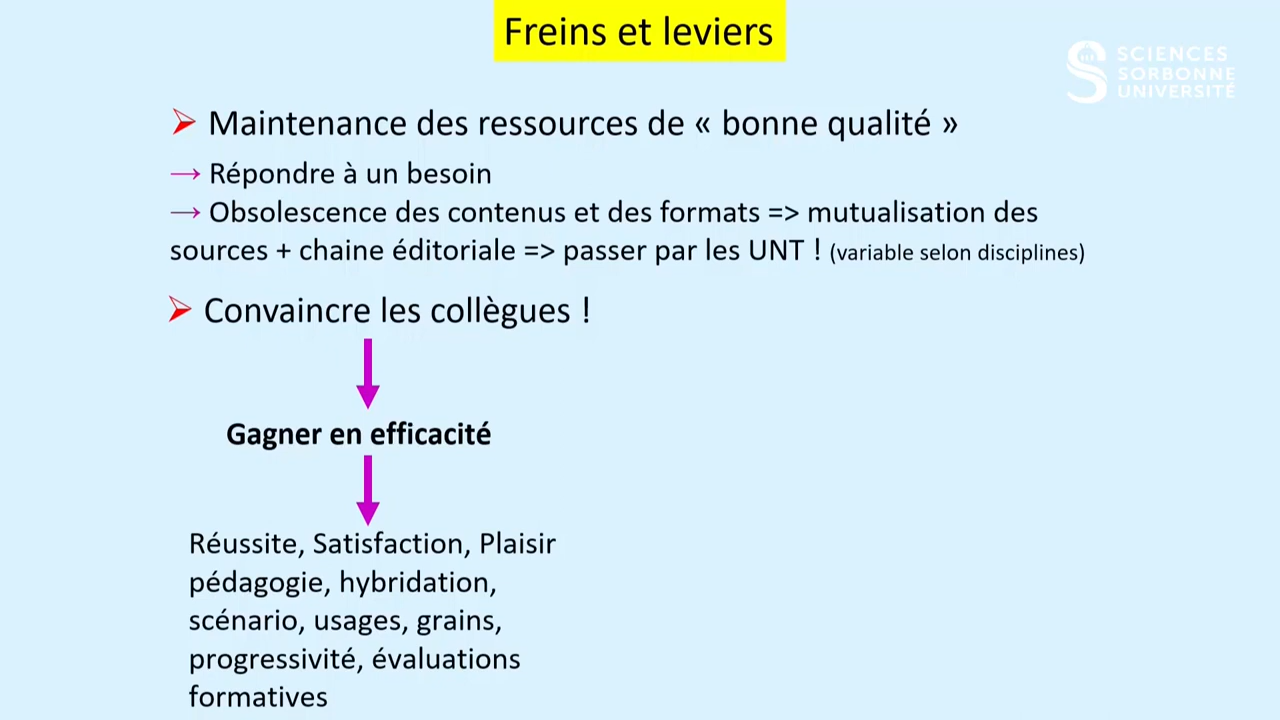 Freins et leviers
SCIENCES
SORBONNE
UNIVERSITÉ
Maintenance des ressources de « bonne qualité »
→ Répondre à un besoin
→ Obsolescence des contenus et des formats => mutualisation des
sources + chaine éditoriale => passer par les UNT ! (variable selon disciplines)
Convaincre les collègues !
Gagner en efficacité
Réussite, Satisfaction, Plaisir
pédagogie, hybridation,
scénario, usages, grains,
progressivité, évaluations
formatives